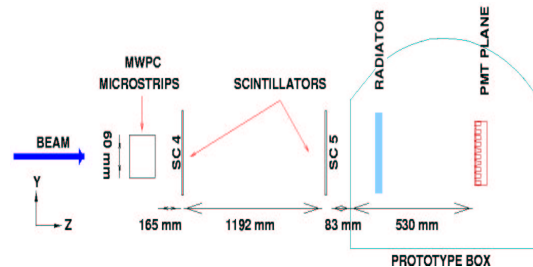 MWPC
MICROSTRIPS
SCINTILLATORS
RADIATOR
PMT PLANE
BEAM
60 mm
SC 4
SC 5
Y
Z
165 mm
1192 mm
83 mm
530 mm
PROTOTYPE BOX